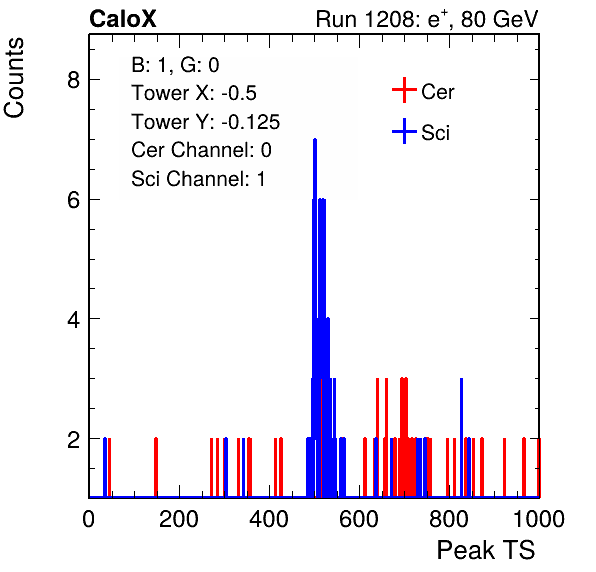 CaloX Run 1208: e⁺, 80 GeV
Counts
B: 1, G: 0
Tower X: -0.5
Tower Y: -0.125
Cer Channel: 0
Sci Channel: 1
Cer
Sci
8
6
4
2
0 200 400 600 800 1000
Peak TS